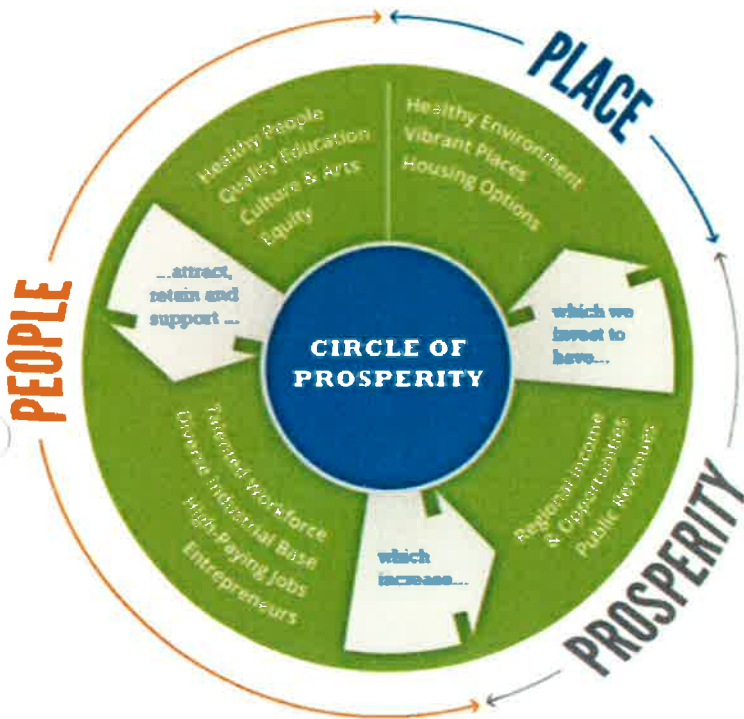 PLACE
Healthy Environment
Vibrant Places
Housing Options
which we
invest to
have...
PROSPERITY
Regional Income
& Opportunities
Public Revenues
which
increase...
PEOPLE
Talented Workforce
Diverse Industrial Base
High-Paying Jobs
Entrepreneurs
...attract,
retain and
support ...
Healthy People
Quality Education
Culture & Arts
Equity
CIRCLE OF
PROSPERITY